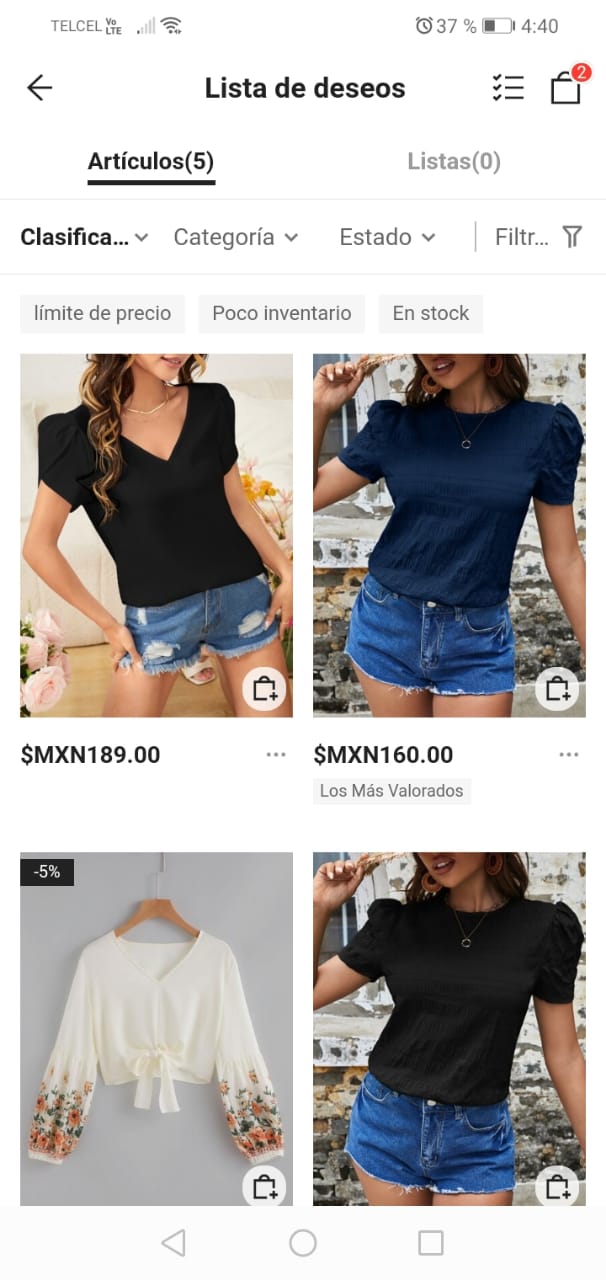 TELCEL Vo LTE 37 % 4:40
Lista de deseos 2
Artículos(5) Listas(0)
Clasifica... Categoría Estado Filtr...
límite de precio Poco inventario En stock
$MXN189.00 ... $MXN160.00 ...
Los Más Valorados
-5%